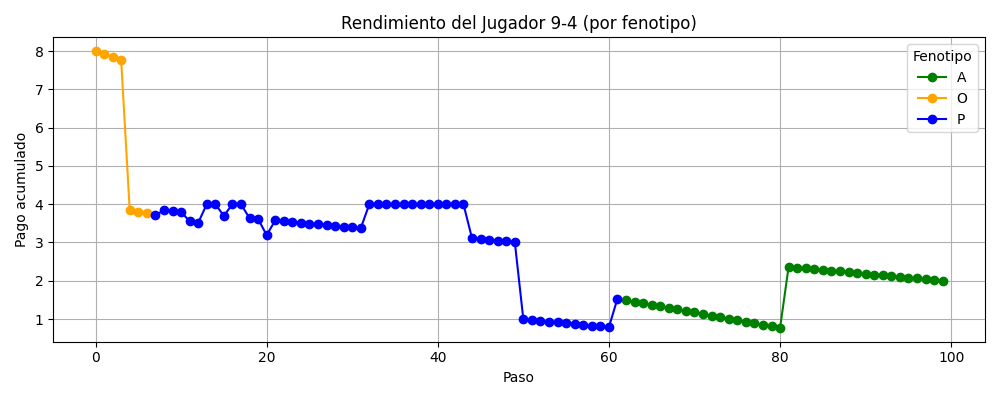 Rendimiento del Jugador 9-4 (por fenotipo)
Pago acumulado
8
7
6
5
4
3
2
1
0
20
40
60
80
100
Paso
Fenotipo
A
O
P